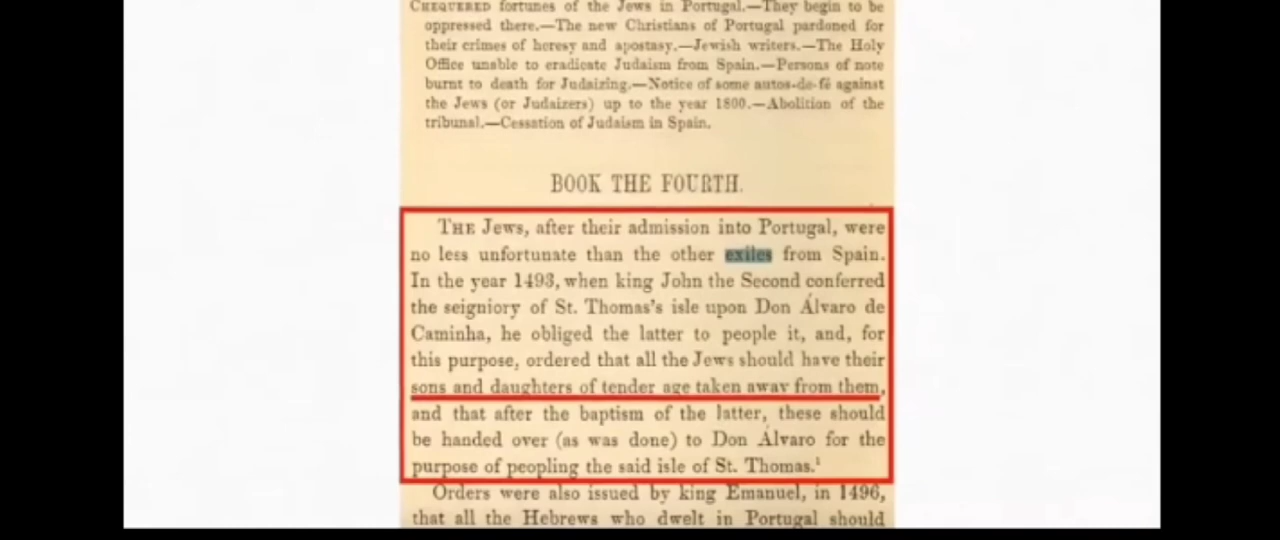 CHEQUERED fortunes of the Jews in Portugal.—They begin to be
oppressed there.—The new Christians of Portugal pardoned for
their crimes of heresy and apostasy.—Jewish writers.—The Holy
Office unable to eradicate Judaism from Spain.—Persons of note
burnt to death for Judaizing.—Notice of some autos-de-fé against
the Jews (or Judaizers) up to the year 1800.—Abolition of the
tribunal.—Cessation of Judaism in Spain.
BOOK THE FOURTH.
THE Jews, after their admission into Portugal, were
no less unfortunate than the other exiles from Spain.
In the year 1493, when king John the Second conferred
the seigniory of St. Thomas's isle upon Don Álvaro de
Caminha, he obliged the latter to people it, and, for
this purpose, ordered that all the Jews should have their
sons and daughters of tender age taken away from them,
and that after the baptism of the latter, these should
be handed over (as was done) to Don Álvaro for the
purpose of peopling the said isle of St. Thomas.¹
Orders were also issued by king Emanuel, in 1496,
that all the Hebrews who dwelt in Portugal should